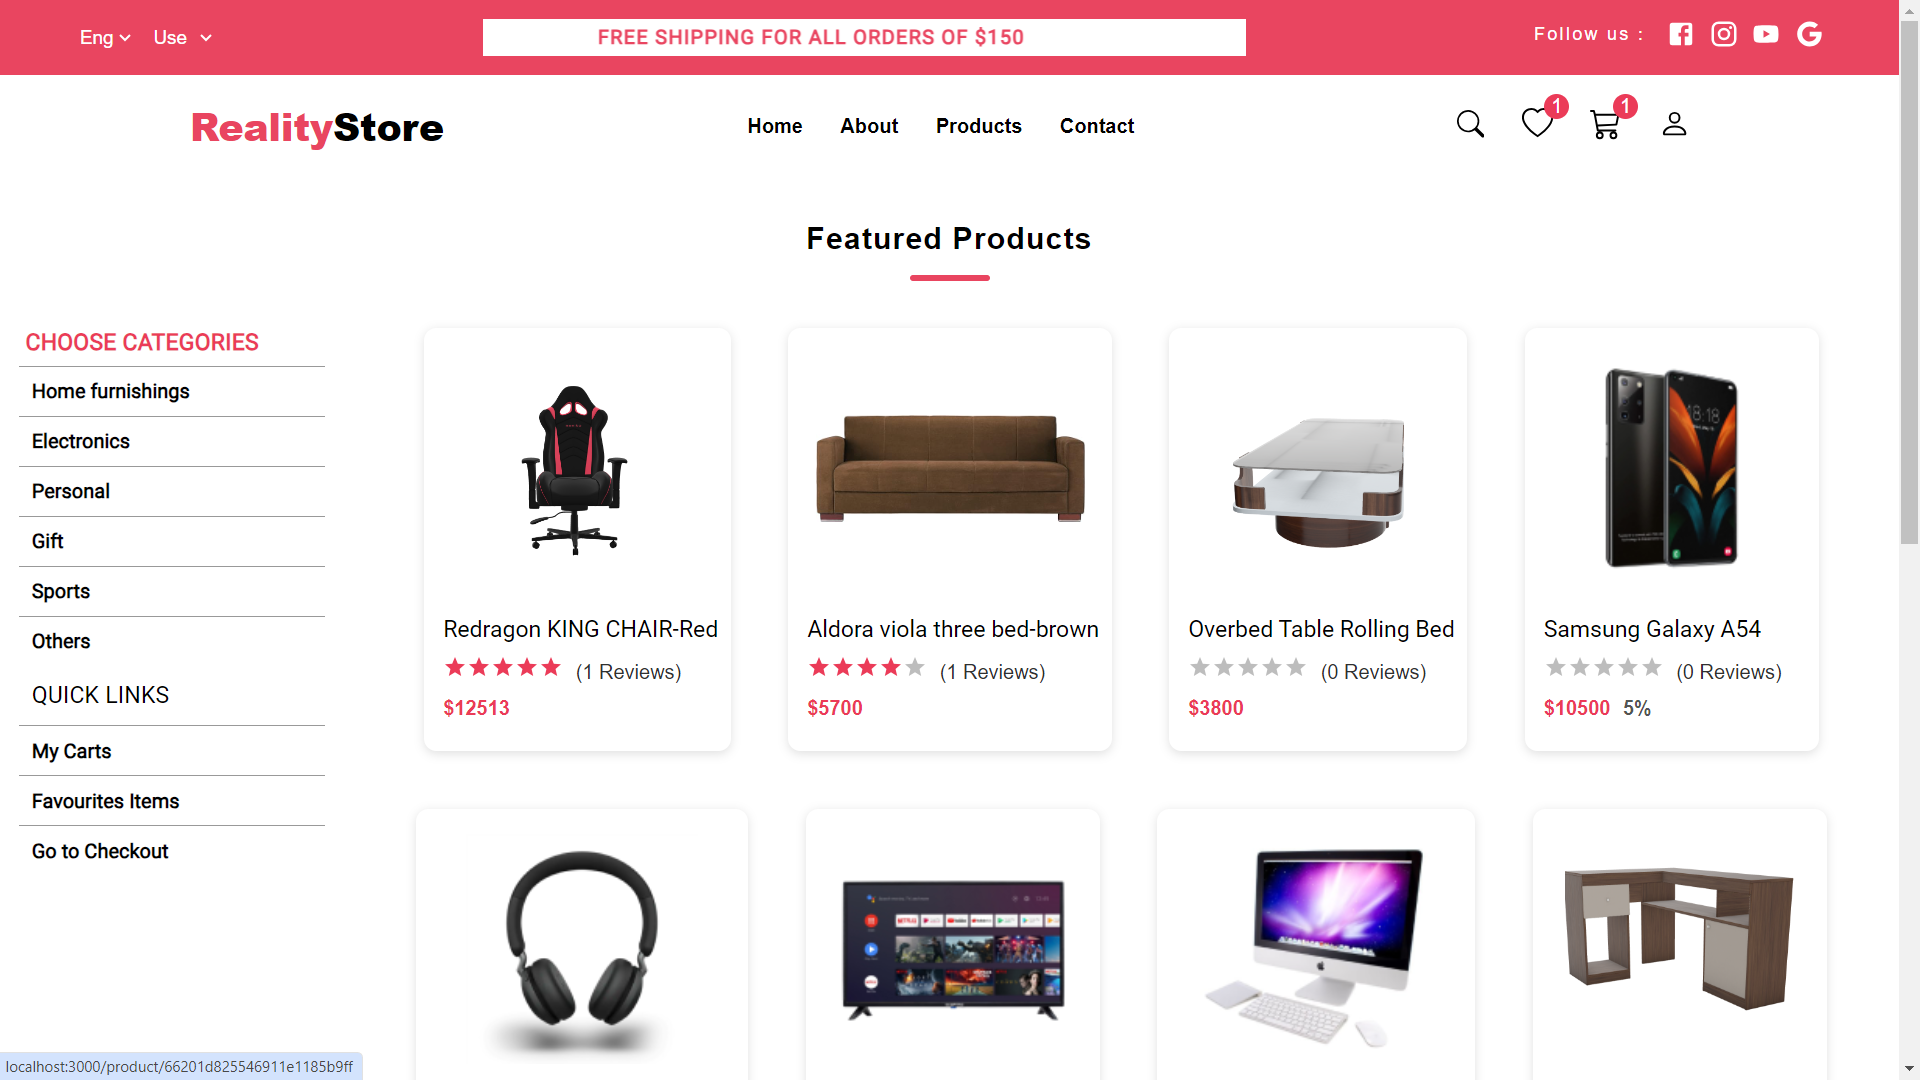 Eng Use
FREE SHIPPING FOR ALL ORDERS OF $150
Follow us :
RealityStore
Home About Products Contact
1 1
Featured Products
CHOOSE CATEGORIES
Home furnishings
Electronics
Personal
Gift
Sports
Others
QUICK LINKS
My Carts
Favourites Items
Go to Checkout
18:18
Redragon KING CHAIR-Red
(1 Reviews)
$12513
Aldora viola three bed-brown
(1 Reviews)
$5700
Overbed Table Rolling Bed
(0 Reviews)
$3800
Samsung Galaxy A54
(0 Reviews)
$10500 5%
localhost:3000/product/66201d825546911e1185b9ff